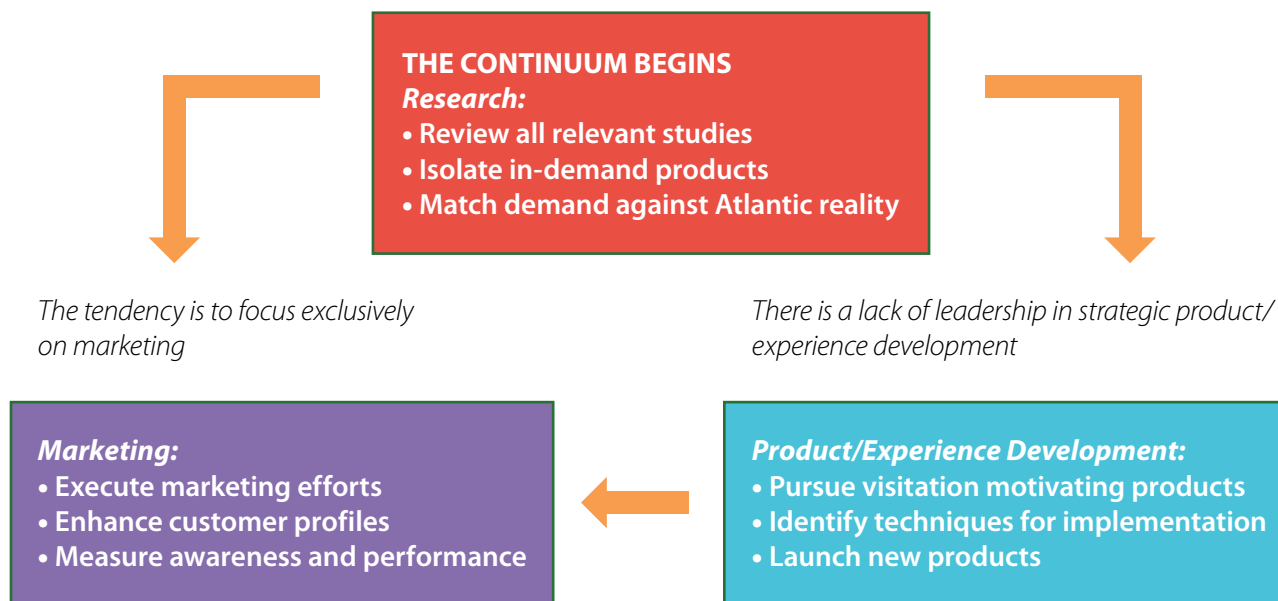 THE CONTINUUM BEGINS
Research:
• Review all relevant studies
• Isolate in-demand products
• Match demand against Atlantic reality
The tendency is to focus exclusively
on marketing
There is a lack of leadership in strategic product/
experience development
Marketing:
• Execute marketing efforts
• Enhance customer profiles
• Measure awareness and performance
Product/Experience Development:
• Pursue visitation motivating products
• Identify techniques for implementation
• Launch new products